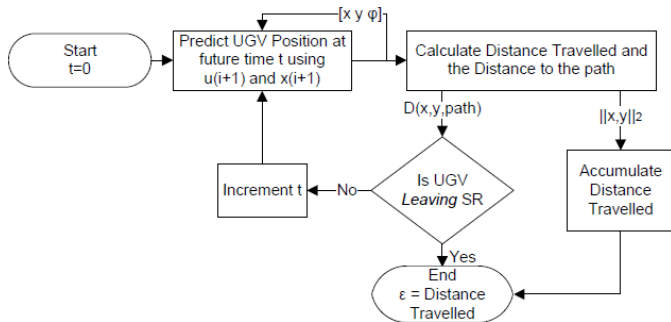 Start
t=0
[x y φ]
Predict UGV Position at
future time t using
u(i+1) and x(i+1)
Calculate Distance Travelled and
the Distance to the path
D(x,y,path)
||x,y||2
Increment t
No
Is UGV
Leaving SR
Accumulate
Distance
Travelled
Yes
End
ε = Distance
Travelled